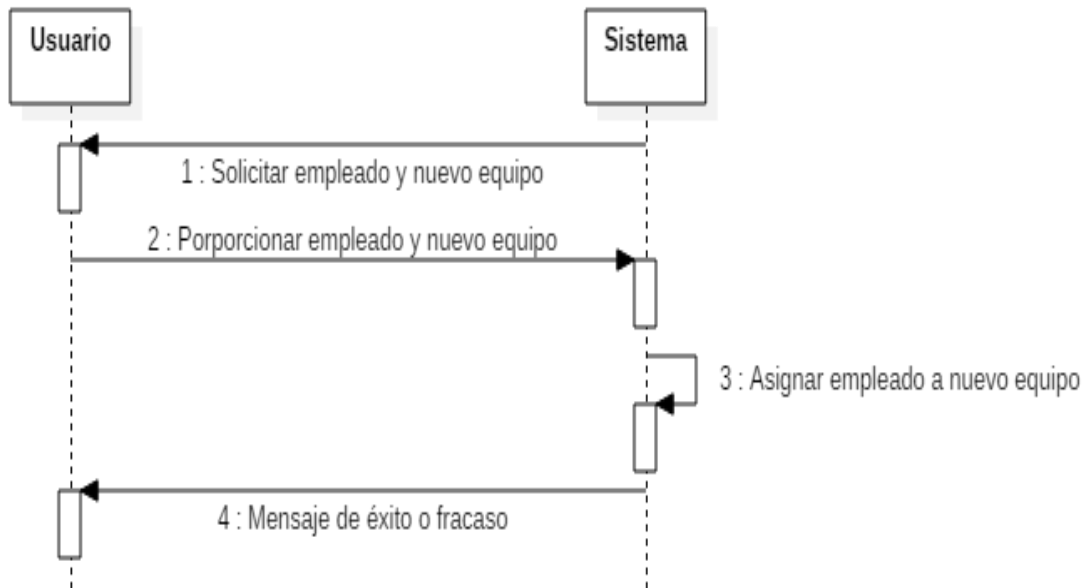 Usuario
Sistema
1 : Solicitar empleado y nuevo equipo
2 : Porporcionar empleado y nuevo equipo
3 : Asignar empleado a nuevo equipo
4 : Mensaje de éxito o fracaso